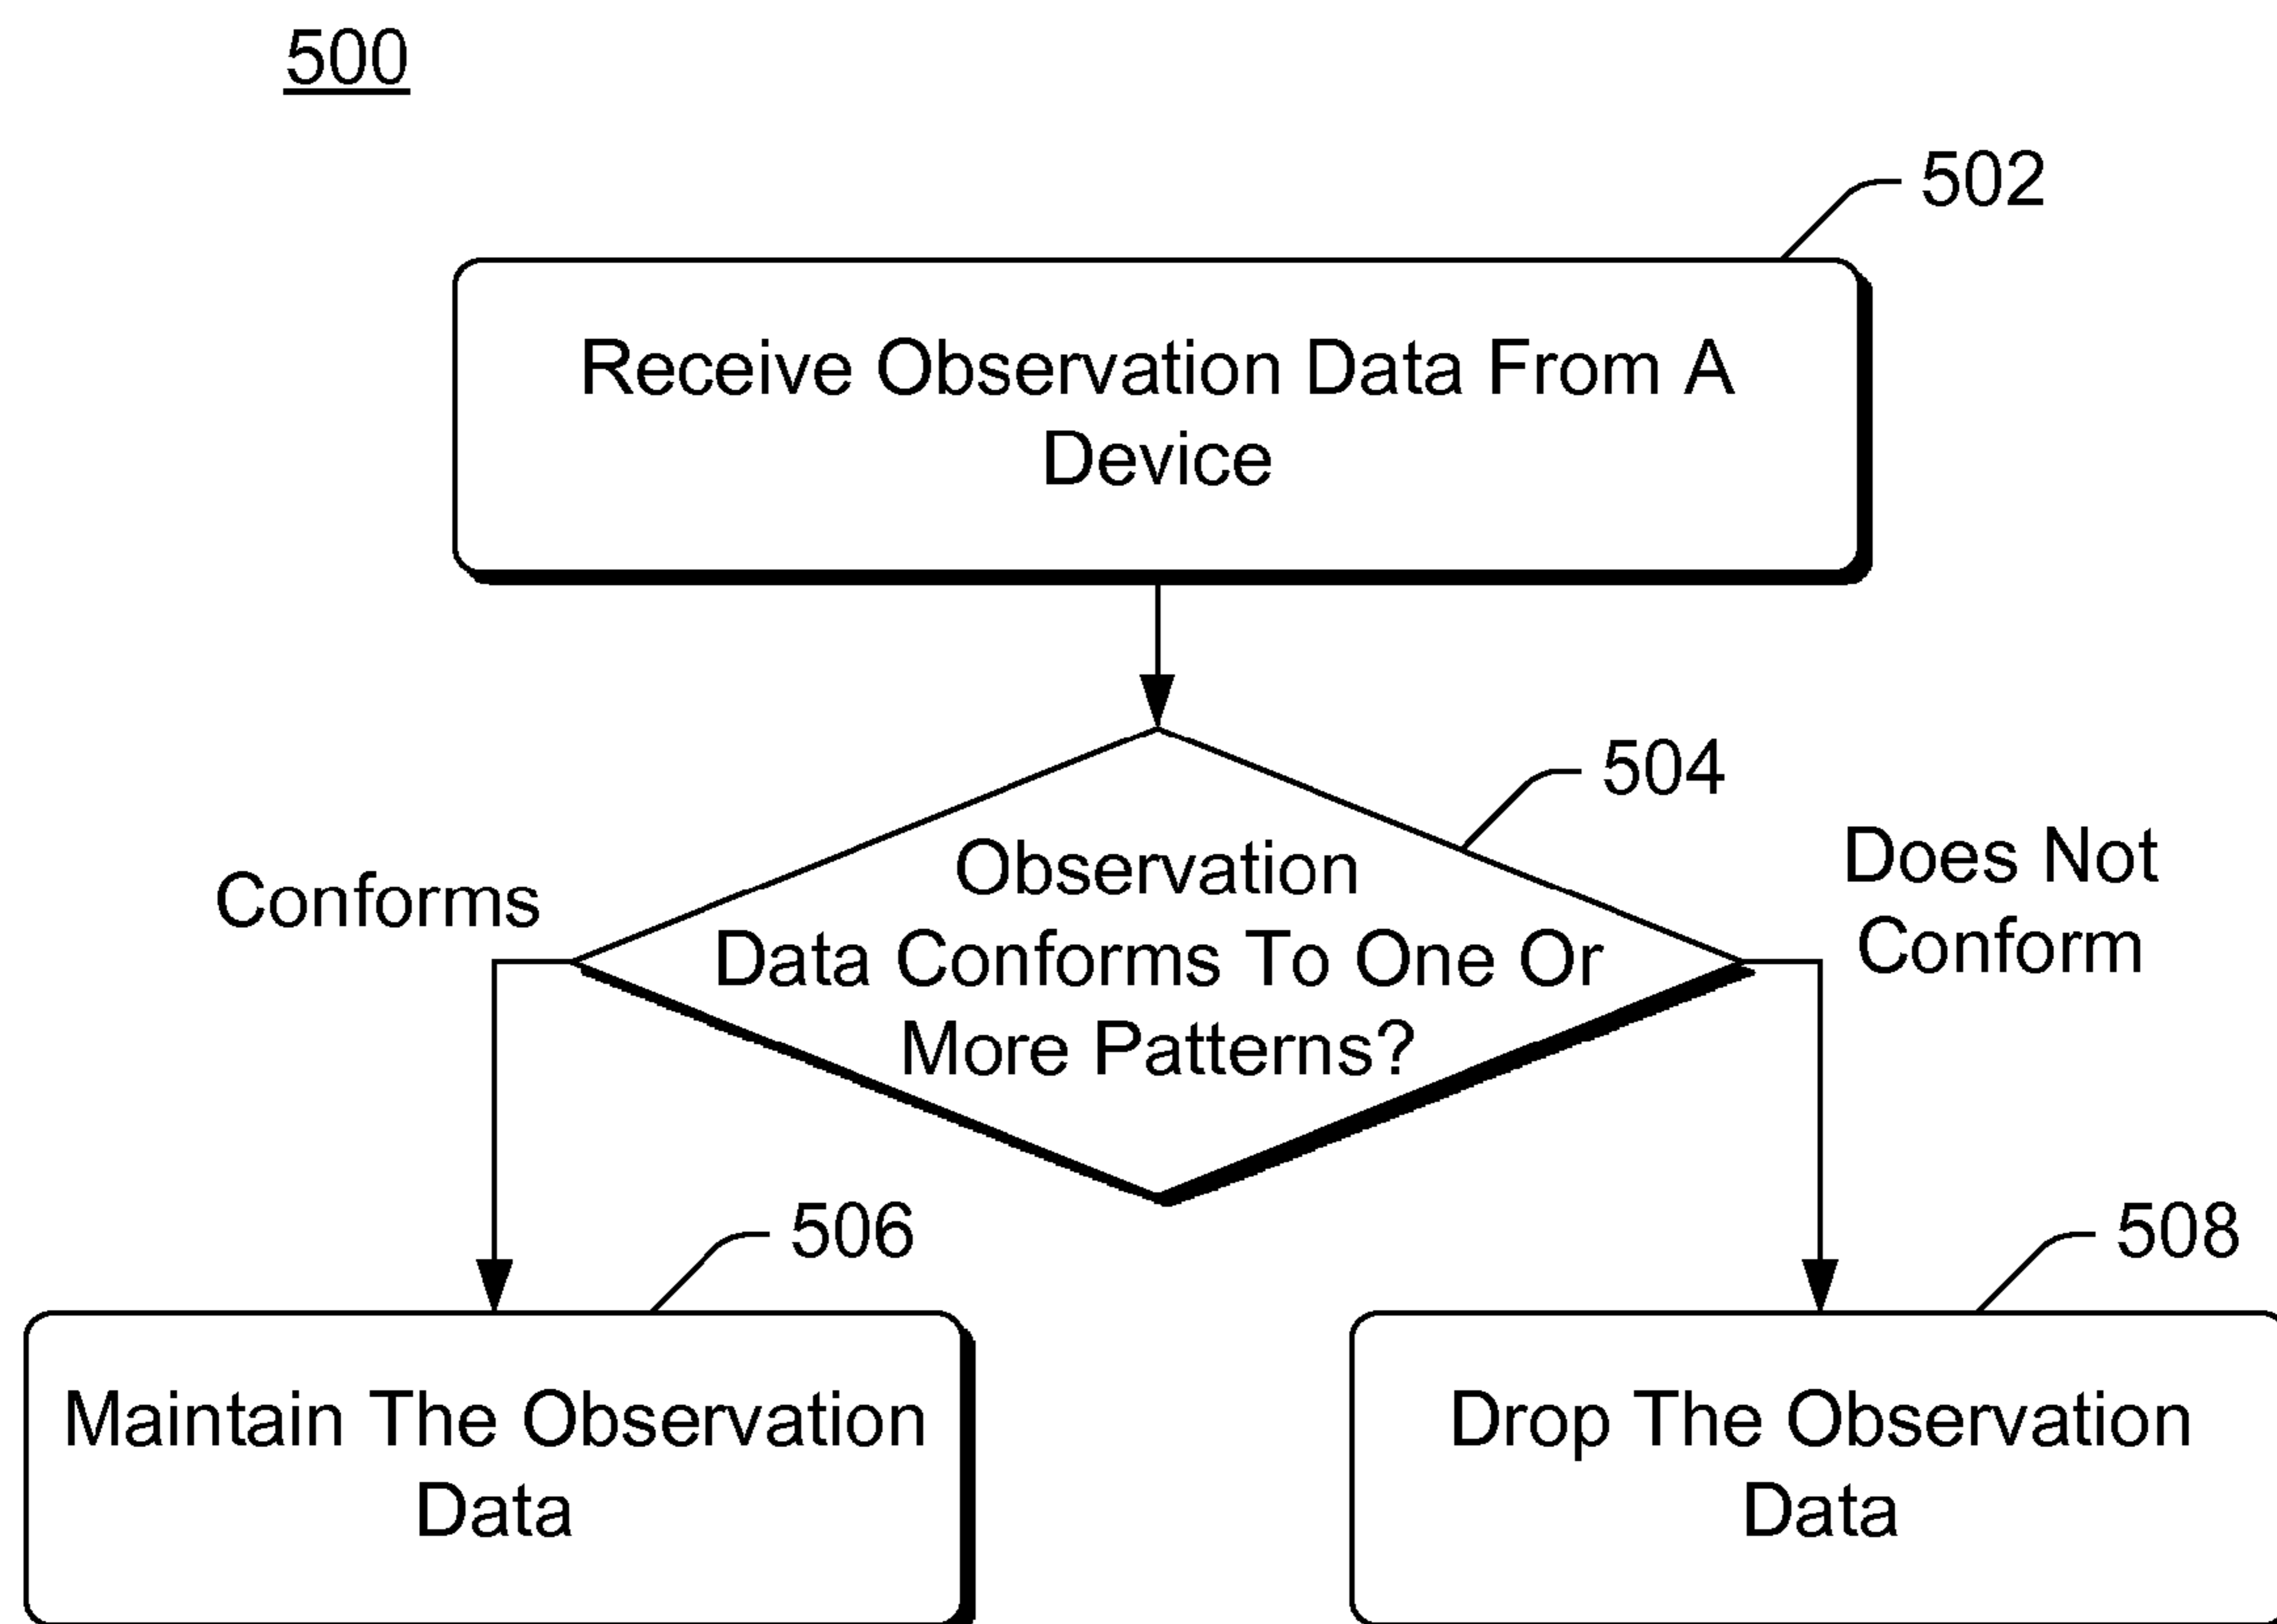 500
502
Receive Observation Data From A
Device
504
Observation
Data Conforms To One Or
More Patterns?
Conforms
Does Not
Conform
506
Maintain The Observation
Data
508
Drop The Observation
Data